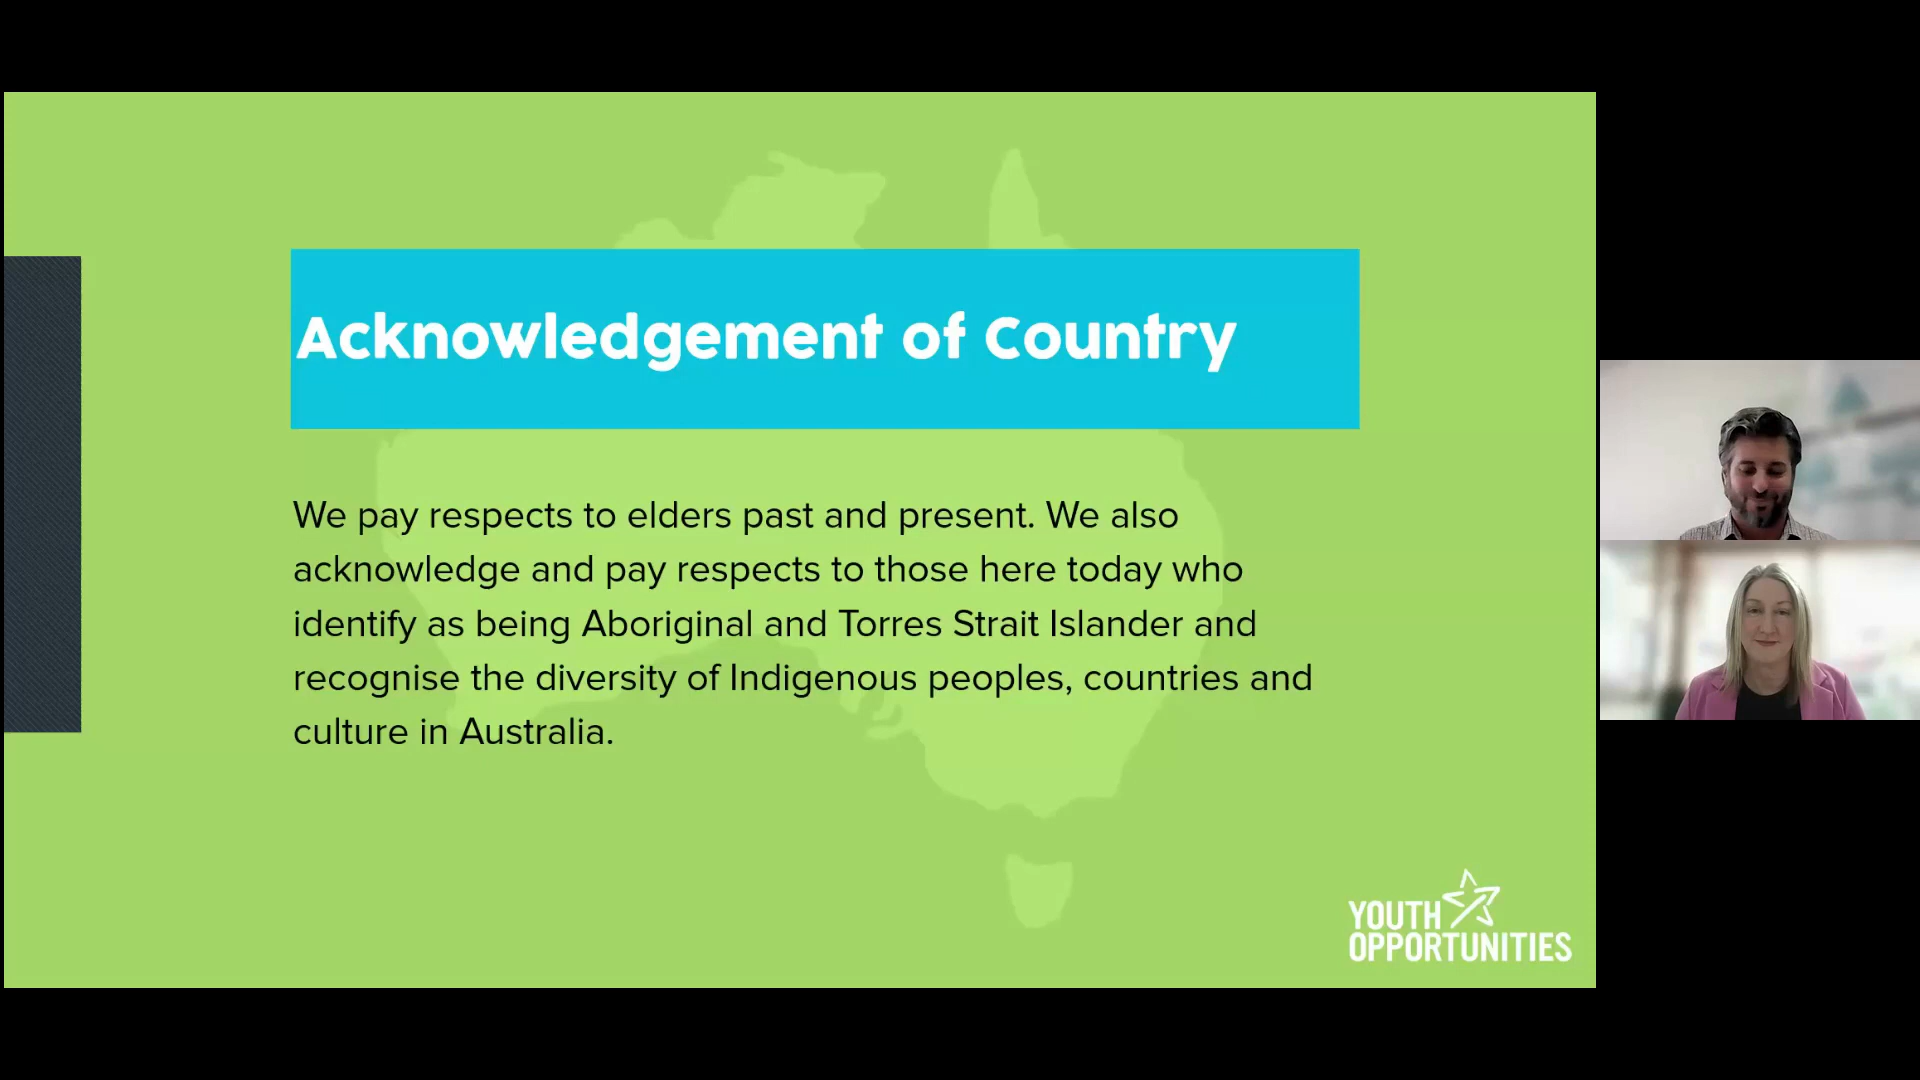 Acknowledgement of Country
We pay respects to elders past and present. We also
acknowledge and pay respects to those here today who
identify as being Aboriginal and Torres Strait Islander and
recognise the diversity of Indigenous peoples, countries and
culture in Australia.
YOUTH
OPPORTUNITIES